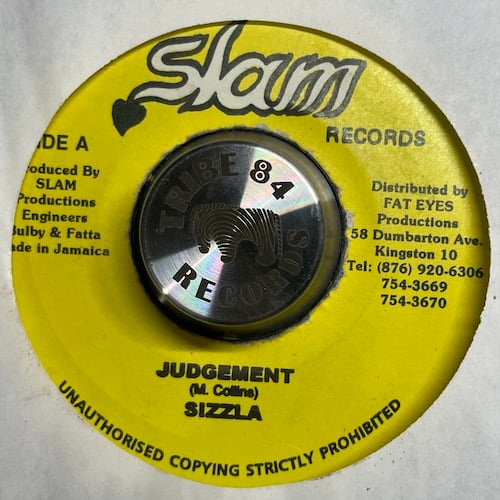 Slam
RECORDS
IDE A
oduced By
SLAM
Productions
Engineers
Bulby & Fatta
ade in Jamaica
TRIBE 84
RECORDS
Distributed by
FAT EYES
Productions
58 Dumbarton Ave.
Kingston 10
Tel: (876) 920-6306
754-3669
754-3670
JUDGEMENT
(M. Collins)
SIZZLA
UNAUTHORISED COPYING STRICTLY PROHIBITED